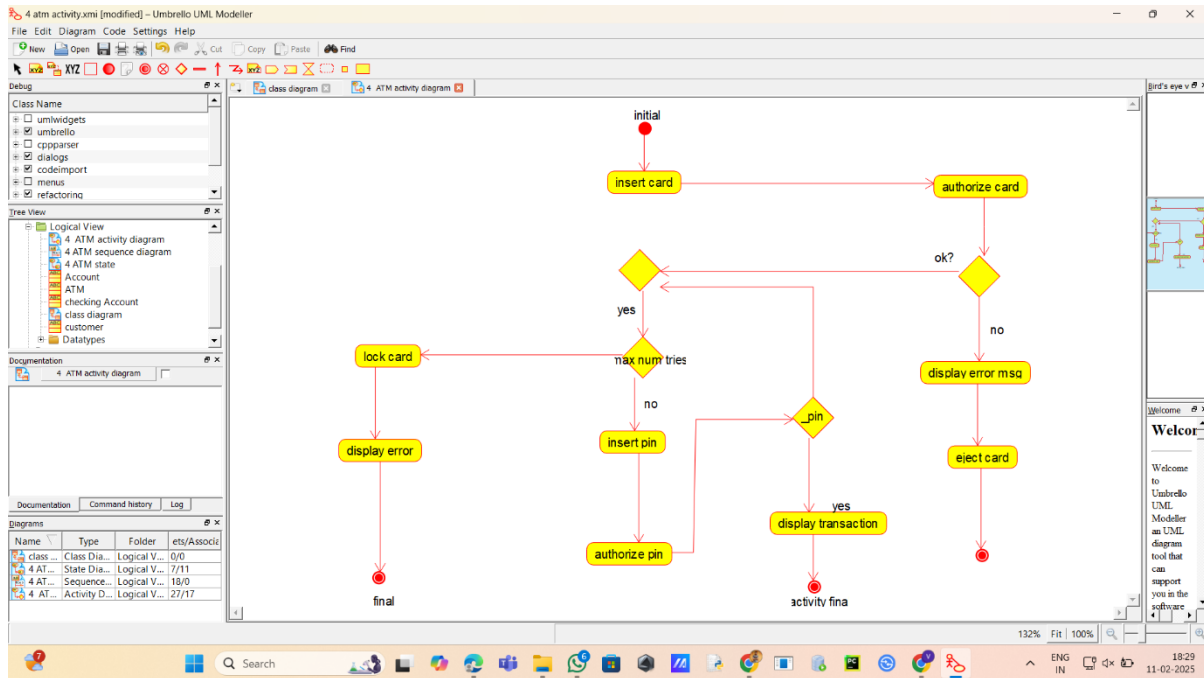 4 atm activity.xmi [modified] – Umbrello UML Modeller
File Edit Diagram Code Settings Help
New Open Cut Copy Paste Find
XYZ XYZ
Debug
Class Name
umlwidgets
umbrello
cppparser
dialogs
codeimport
menus
refactoring
Tree View
Logical View
4 ATM activity diagram
4 ATM sequence diagram
4 ATM state
Account
ATM
checking Account
class diagram
customer
Datatypes
Documentation
4 ATM activity diagram
Documentation Command history Log
Diagrams
Name Type Folder ets/Associa
class ... Class Dia... Logical V... 0/0
4 AT... State Dia... Logical V... 7/11
4 AT... Sequence... Logical V... 18/0
4 AT... Activity D... Logical V... 27/17
class diagram 4 ATM activity diagram
initial
insert card
authorize card
ok?
yes
no
lock card
max num tries
display error msg
no
_pin
insert pin
display error
eject card
yes
display transaction
authorize pin
final
activity fina
Bird's eye v
Welcome
Welcor
Welcome
to
Umbrello
UML
Modeller
an UML
diagram
tool that
can
support
you in the
software
132% Fit 100%
7
Search
6
ENG
IN
18:29
11-02-2025